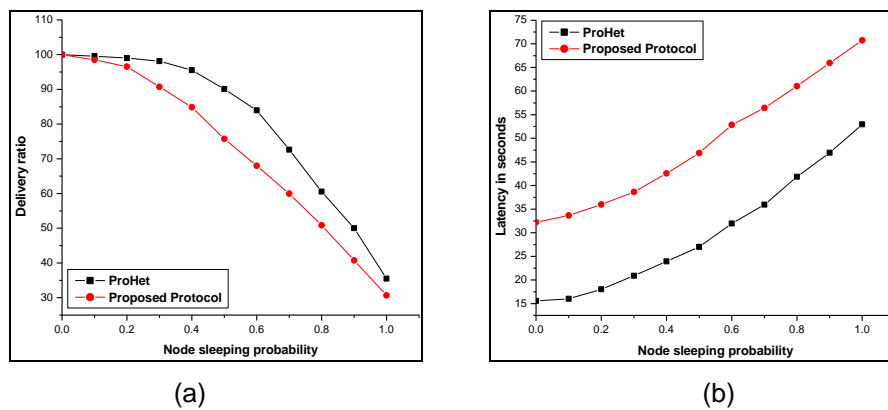 110
100
90
80
70
60
50
40
30
Delivery ratio
ProHet
Proposed Protocol
0.0 0.2 0.4 0.6 0.8 1.0
Node sleeping probability
(a)
75
70
65
60
55
50
45
40
35
30
25
20
15
Latency in seconds
ProHet
Proposed Protocol
0.0 0.2 0.4 0.6 0.8 1.0
Node sleeping probability
(b)